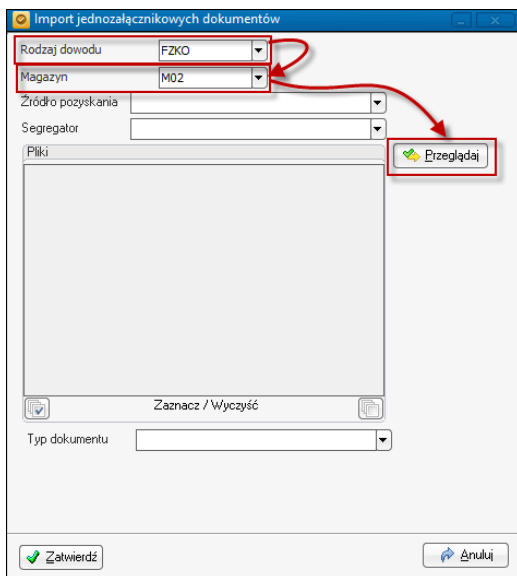 Import jednozałącznikowych dokumentów
Rodzaj dowodu FZKO
Magazyn M02
Źródło pozyskania
Segregator
Pliki
Przeglądaj
Zaznacz / Wyczyść
Typ dokumentu
Zatwierdź
Anuluj